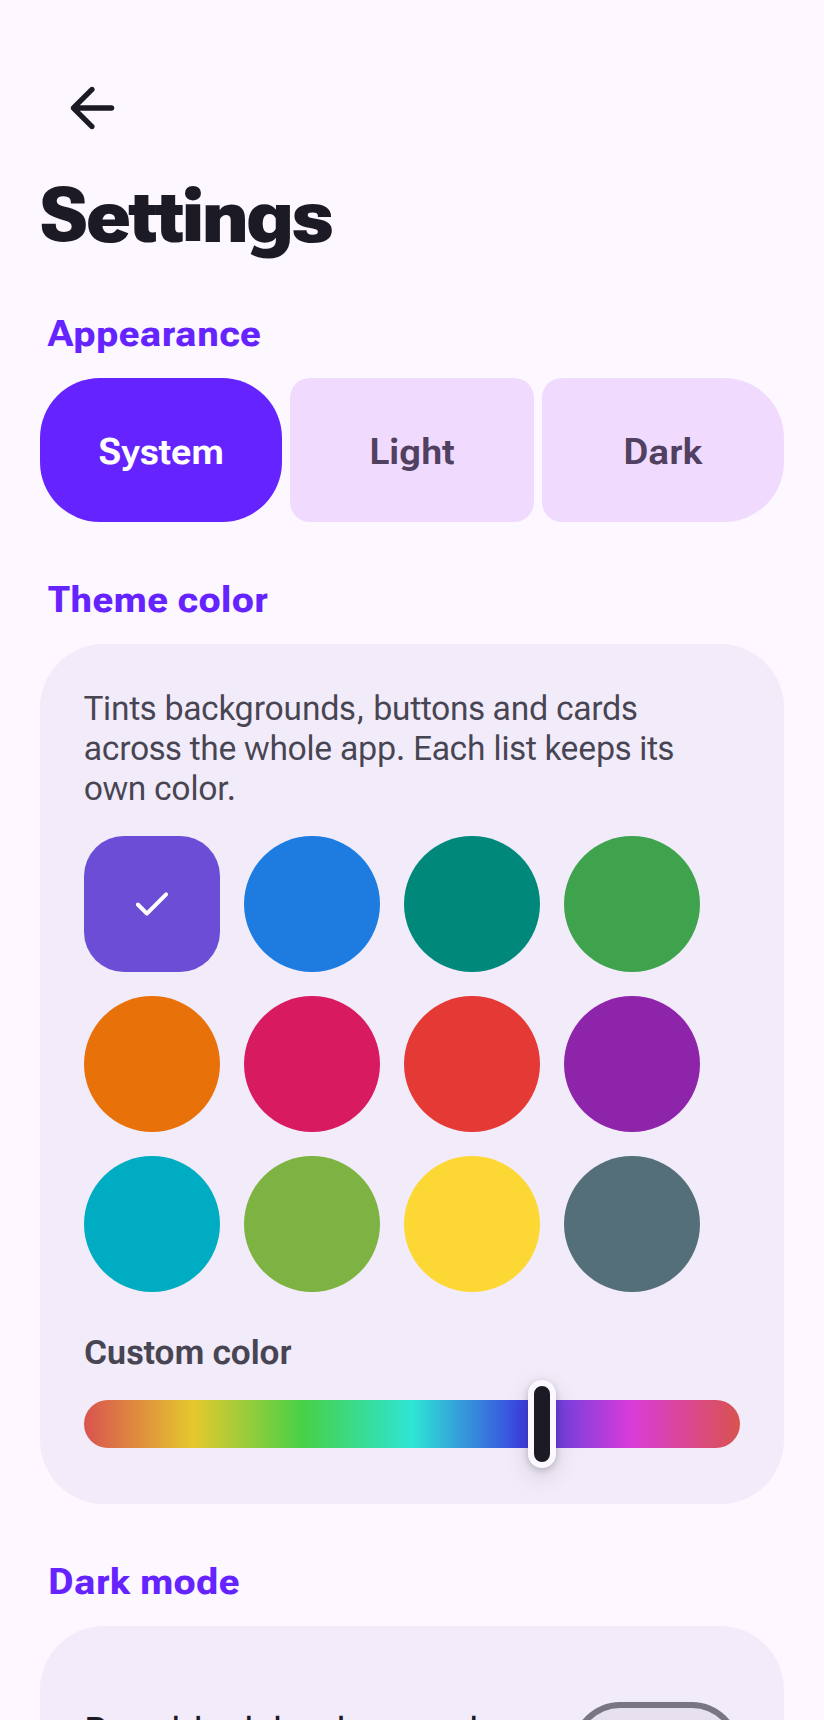 Settings
Appearance
System
Light
Dark
Theme color
Tints backgrounds, buttons and cards
across the whole app. Each list keeps its
own color.
Custom color
Dark mode